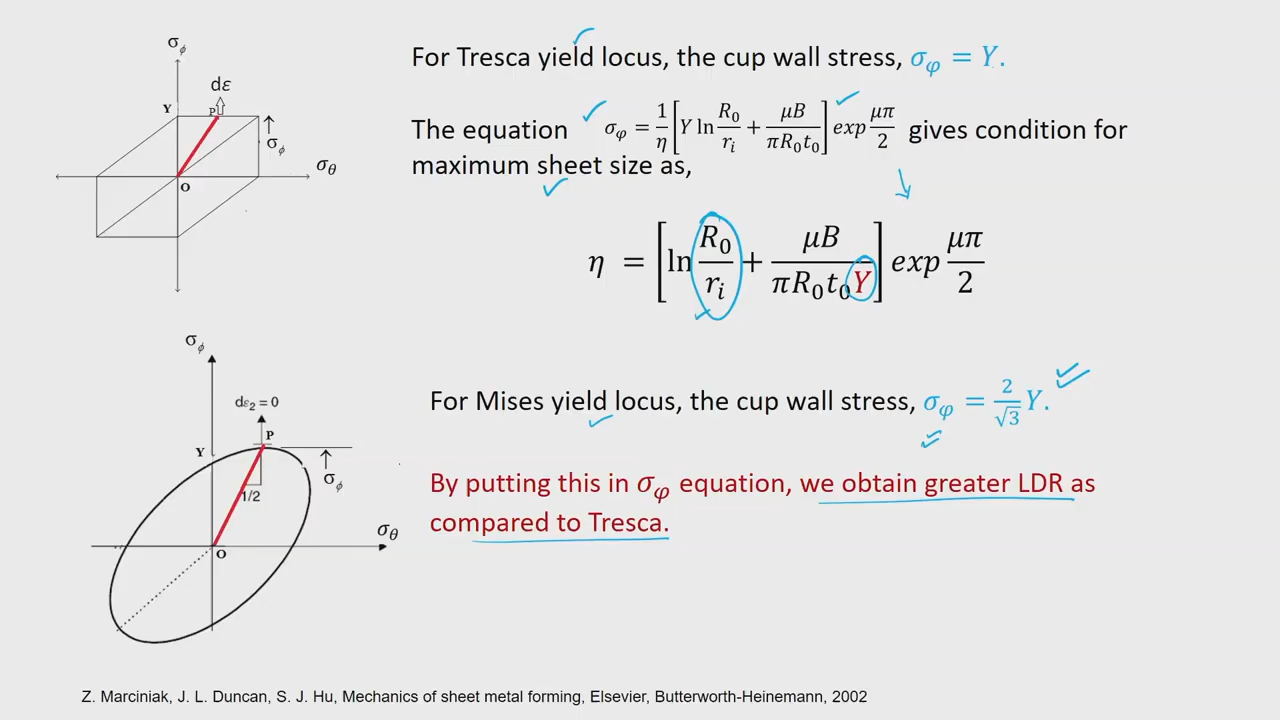 σ_ϕ
dε
Y
P
σ_ϕ
σ_θ
O
For Tresca yield locus, the cup wall stress, σ_φ = Y.
The equation σ_φ = 1/η [Y ln R_0/r_i + μB/(πR_0t_0)] exp μπ/2 gives condition for
maximum sheet size as,
η = [ln R_0/r_i + μB/(πR_0t_0Y)] exp μπ/2
σ_ϕ
dε₂ = 0
P
Y
σ_ϕ
1/2
σ_θ
O
For Mises yield locus, the cup wall stress, σ_φ = 2/√3 Y.
By putting this in σ_φ equation, we obtain greater LDR as
compared to Tresca.
Z. Marciniak, J. L. Duncan, S. J. Hu, Mechanics of sheet metal forming, Elsevier, Butterworth-Heinemann, 2002